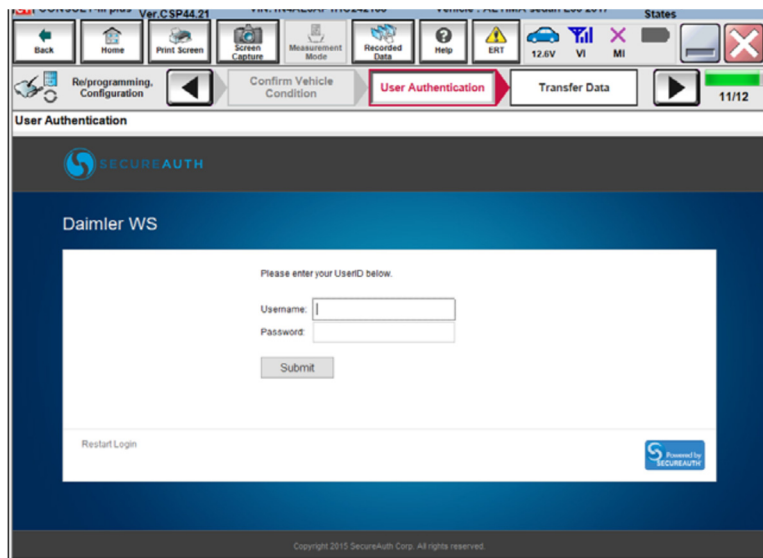 Ver.CSP44.21
States
Back
Home
Print Screen
Screen
Capture
Measurement
Mode
Recorded
Data
Help
ERT
12.6V
VI
MI
Re/programming,
Configuration
Confirm Vehicle
Condition
User Authentication
Transfer Data
11/12
User Authentication
SECUREAUTH
Daimler WS
Please enter your UserID below.
Username:
Password:
Submit
Restart Login
Powered by
SECUREAUTH
Copyright 2015 SecureAuth Corp. All rights reserved.